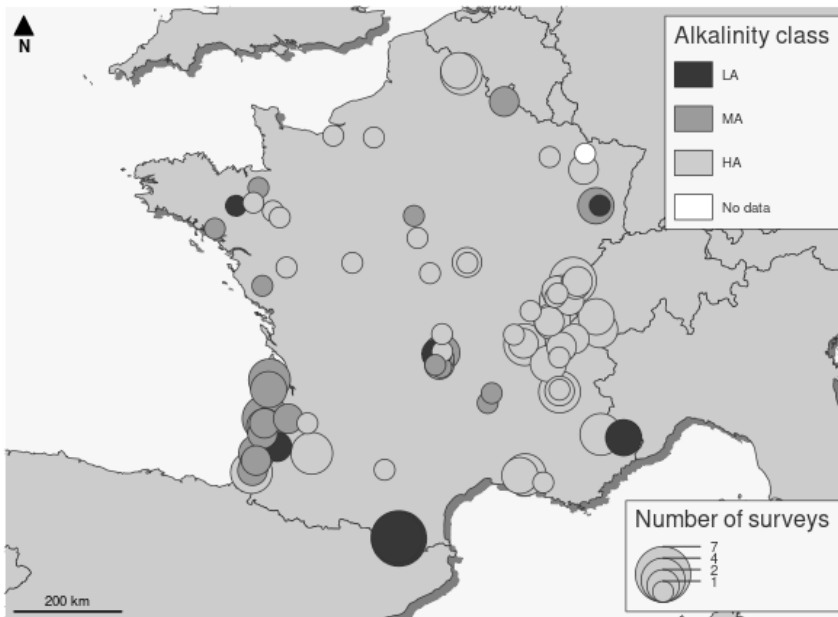 N
Alkalinity class
LA
MA
HA
No data
Number of surveys
7
4
2
1
200 km